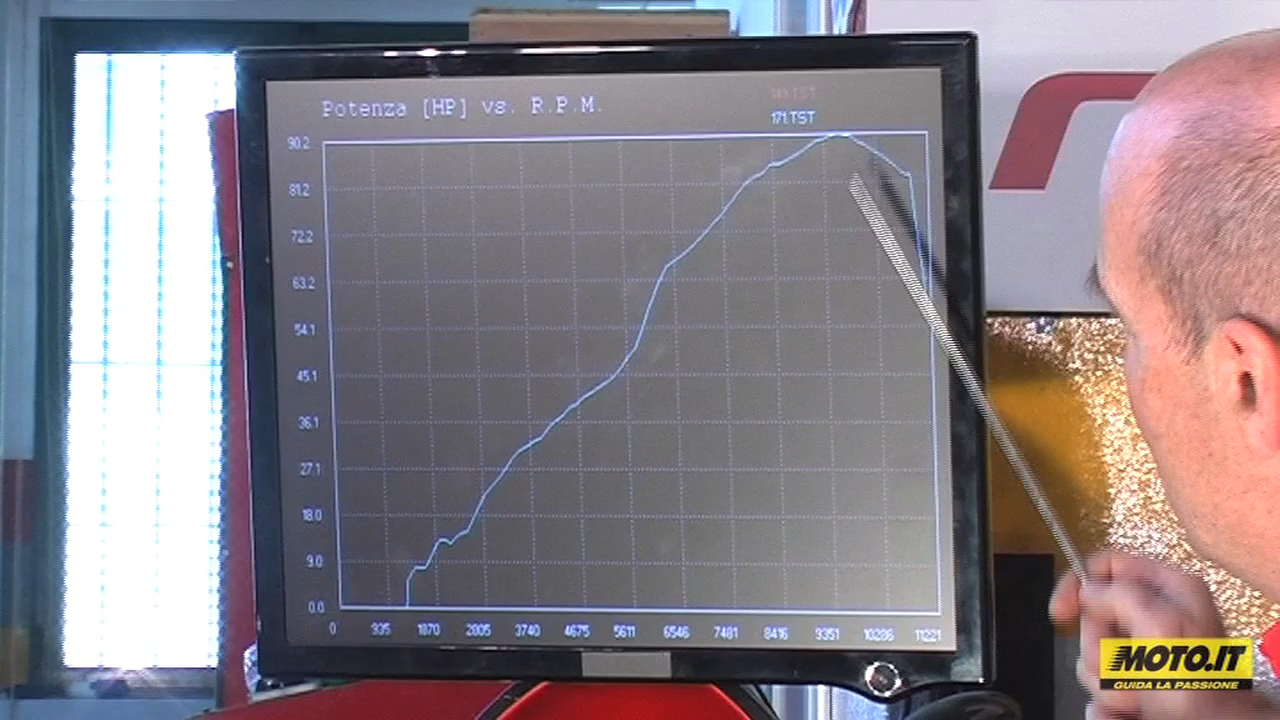 Potenza [HP] vs. R.P.M.
171.TST
90.2
81.2
72.2
63.2
54.1
45.1
36.1
27.1
18.0
9.0
0.0
0 935 1870 2805 3740 4675 5611 6546 7481 8416 9351 10286 11221
MOTO.IT
GUIDA LA PASSIONE